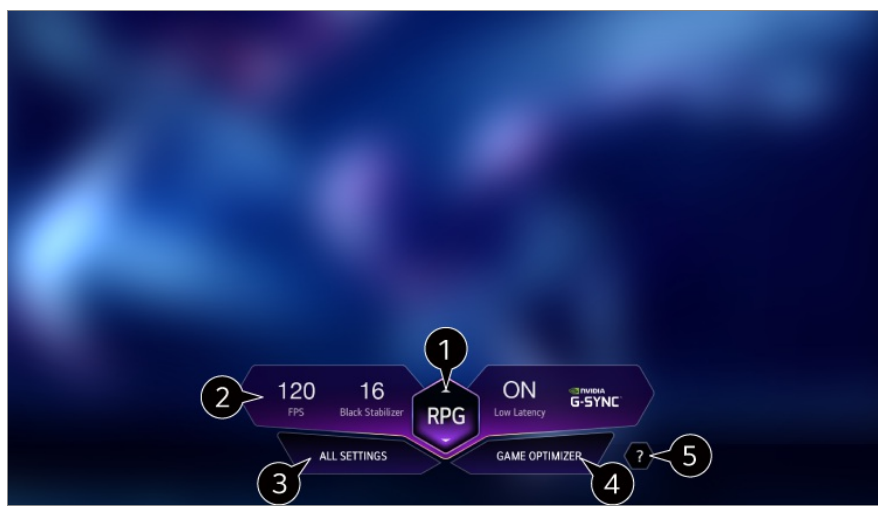 1
2
120
FPS
16
Black Stabilizer
RPG
ON
Low Latency
NVIDIA
G-SYNC
ALL SETTINGS
GAME OPTIMIZER
?
5
3
4